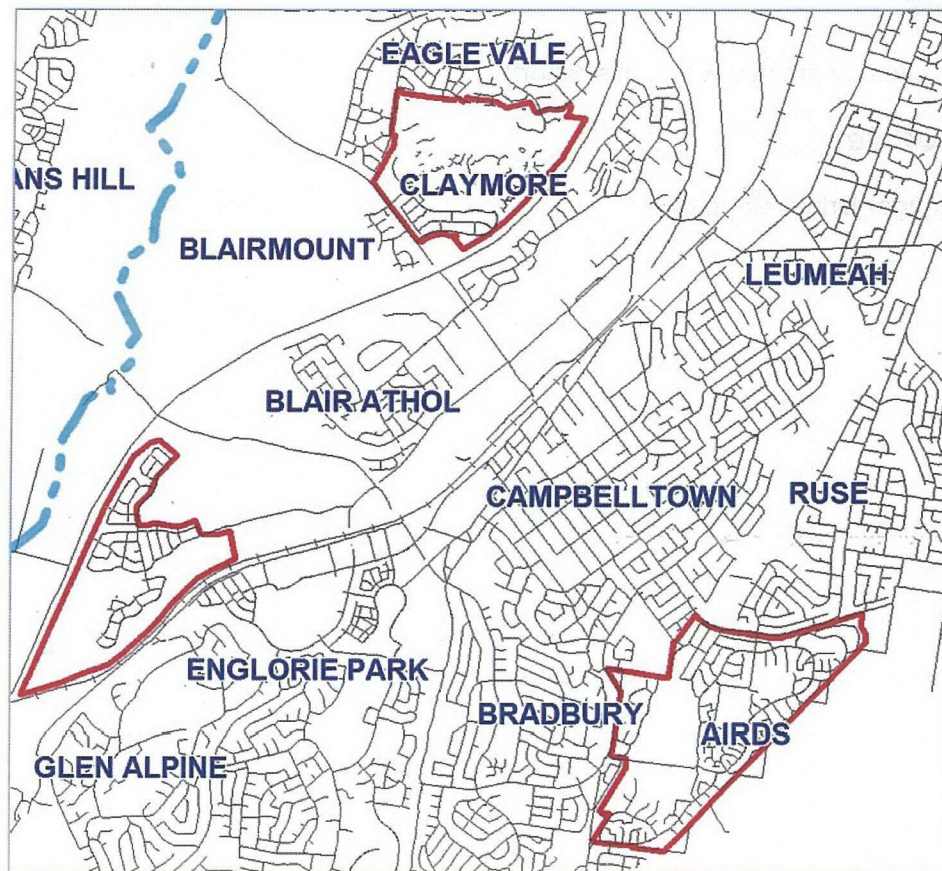 EAGLE VALE
ANS HILL
CLAYMORE
BLAIRMOUNT
LEUMEAH
BLAIR ATHOL
CAMPBELLTOWN
RUSE
ENGLORIE PARK
BRADBURY
AIRDS
GLEN ALPINE